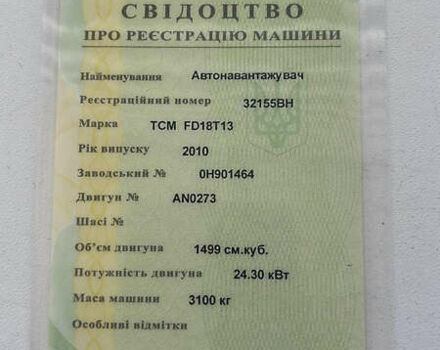 СВІДОЦТВО
ПРО РЕЄСТРАЦІЮ МАШИНИ
Найменування Автонавантажувач
Реєстраційний номер 32155ВН
Марка TCM FD18T13
Рік випуску 2010
Заводський № 0H901464
Двигун № AN0273
Шасі №
Об'єм двигуна 1499 см.куб.
Потужність двигуна 24.30 кВт
Маса машини 3100 кг
Особливі відмітки